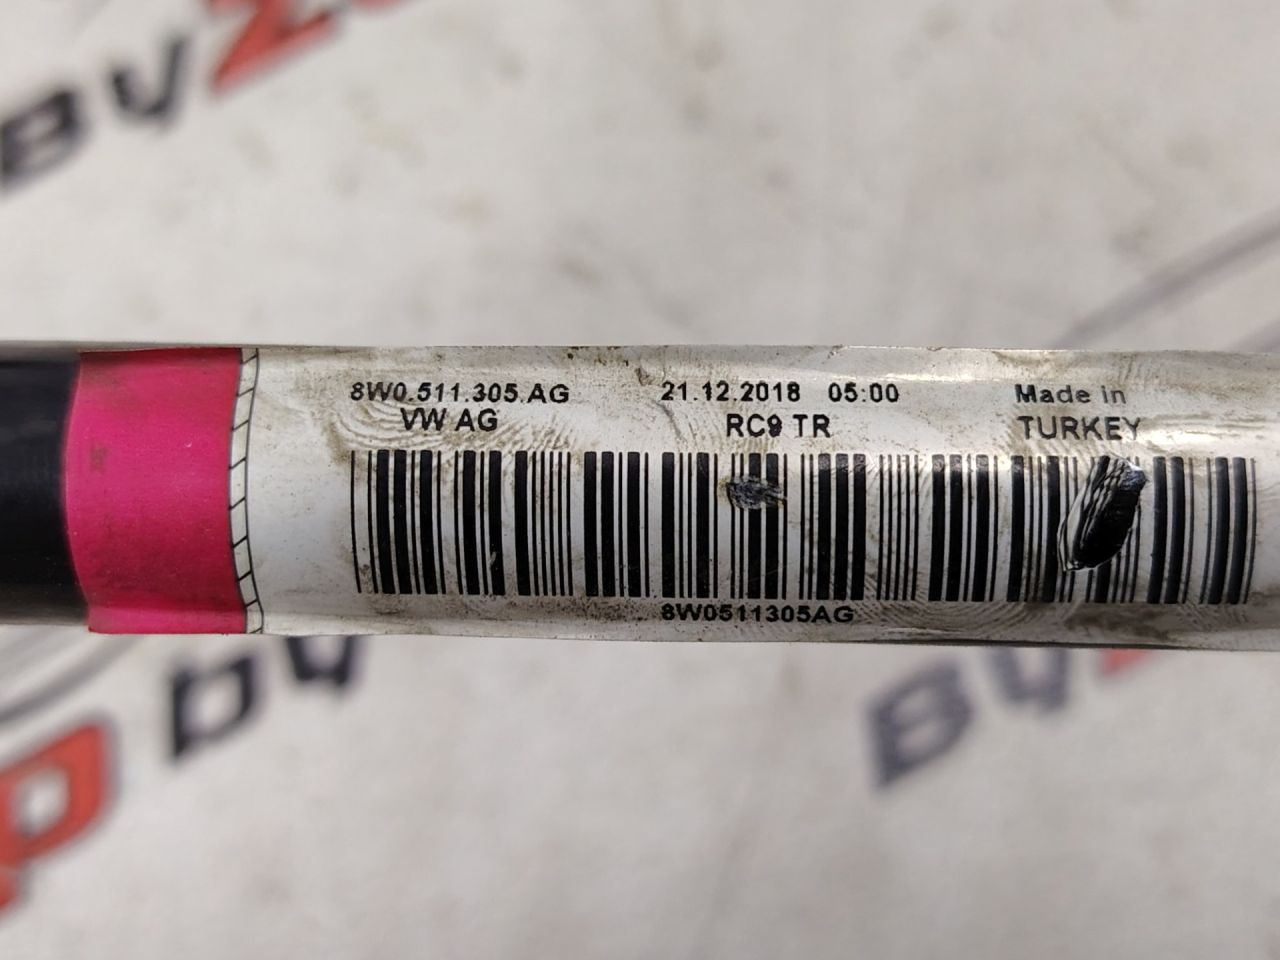 8W0.511.305.AG 21.12.2018 05:00 Made in
VW AG RC9 TR TURKEY
8W0511305AG